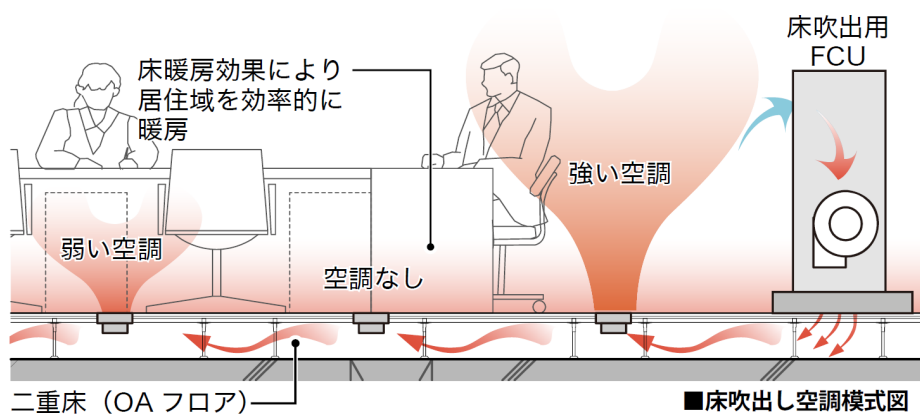 床吹出用
FCU
床暖房効果により
居住域を効率的に
暖房
強い空調
弱い空調
空調なし
二重床（OA フロア）
■床吹出し空調模式図